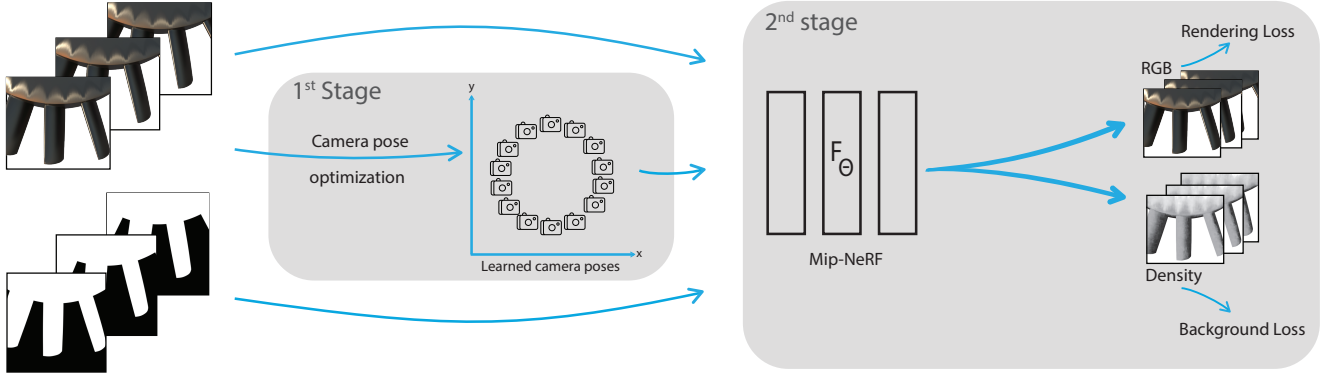 1st Stage
Camera pose
optimization
y
x
Learned camera poses
2nd stage
FΘ
Mip-NeRF
Rendering Loss
RGB
Density
Background Loss